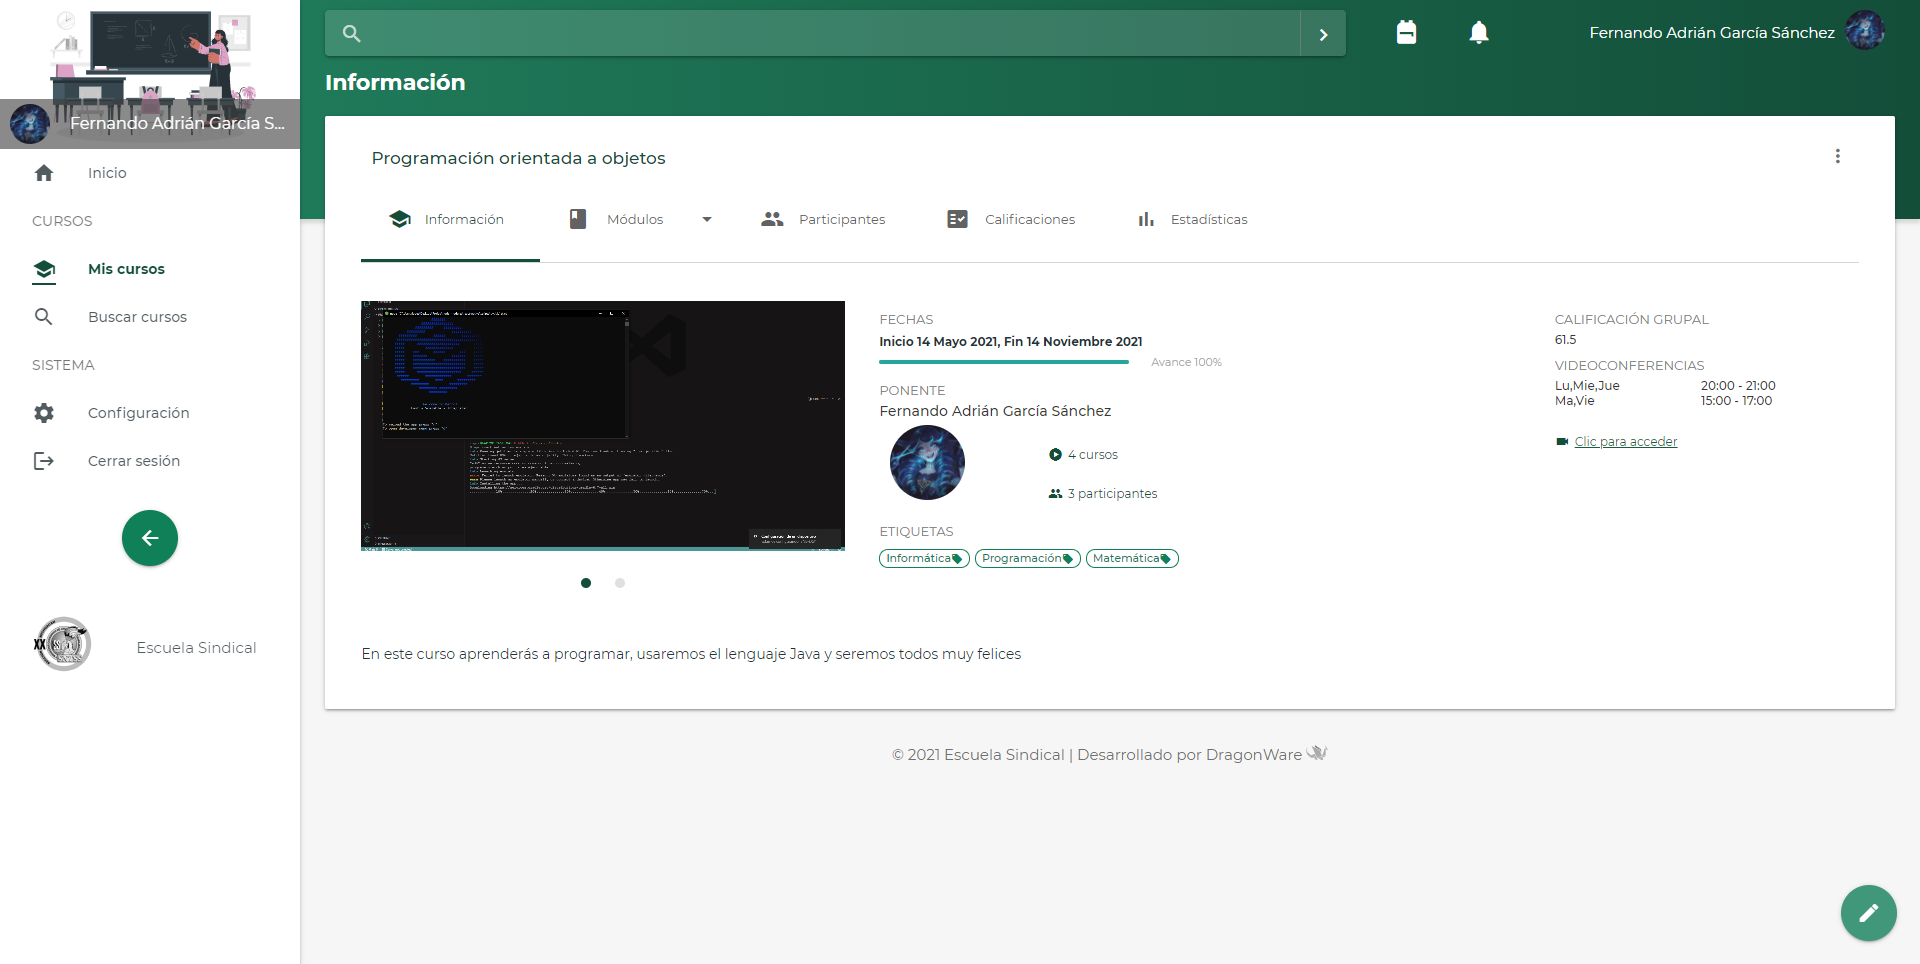 Fernando Adrián García S...
Inicio
CURSOS
Mis cursos
Buscar cursos
SISTEMA
Configuración
Cerrar sesión
Escuela Sindical
Fernando Adrián García Sánchez
Información
Programación orientada a objetos
Información
Módulos
Participantes
Calificaciones
Estadísticas
FECHAS
Inicio 14 Mayo 2021, Fin 14 Noviembre 2021
Avance 100%
PONENTE
Fernando Adrián García Sánchez
4 cursos
3 participantes
ETIQUETAS
Informática
Programación
Matemática
CALIFICACIÓN GRUPAL
61.5
VIDEOCONFERENCIAS
Lu,Mie,Jue 20:00 - 21:00
Ma,Vie 15:00 - 17:00
Clic para acceder
En este curso aprenderás a programar, usaremos el lenguaje Java y seremos todos muy felices
© 2021 Escuela Sindical | Desarrollado por DragonWare